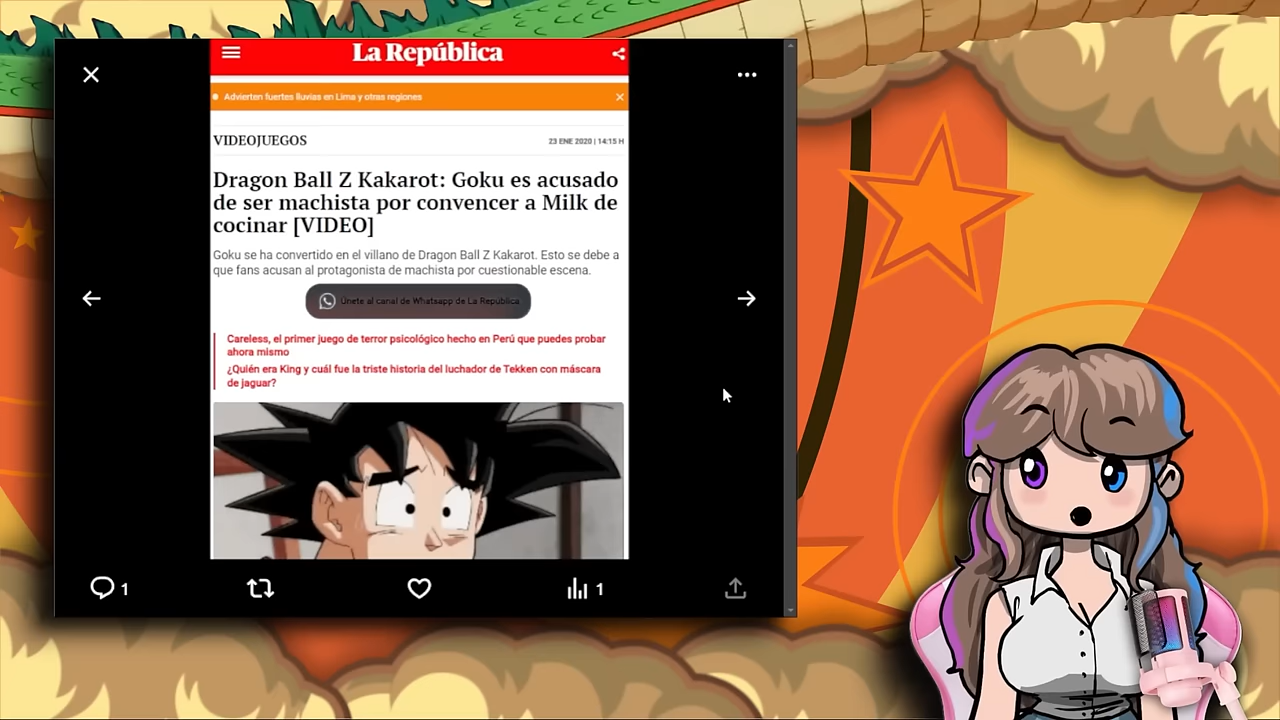 La República
Advierten fuertes lluvias en Lima y otras regiones
VIDEOJUEGOS
23 ENE 2020 | 14:15 H
Dragon Ball Z Kakarot: Goku es acusado
de ser machista por convencer a Milk de
cocinar [VIDEO]
Goku se ha convertido en el villano de Dragon Ball Z Kakarot. Esto se debe a
que fans acusan al protagonista de machista por cuestionable escena.
Únete al canal de Whatsapp de La República
Careless, el primer juego de terror psicológico hecho en Perú que puedes probar
ahora mismo
¿Quién era King y cuál fue la triste historia del luchador de Tekken con máscara
de jaguar?
1
1